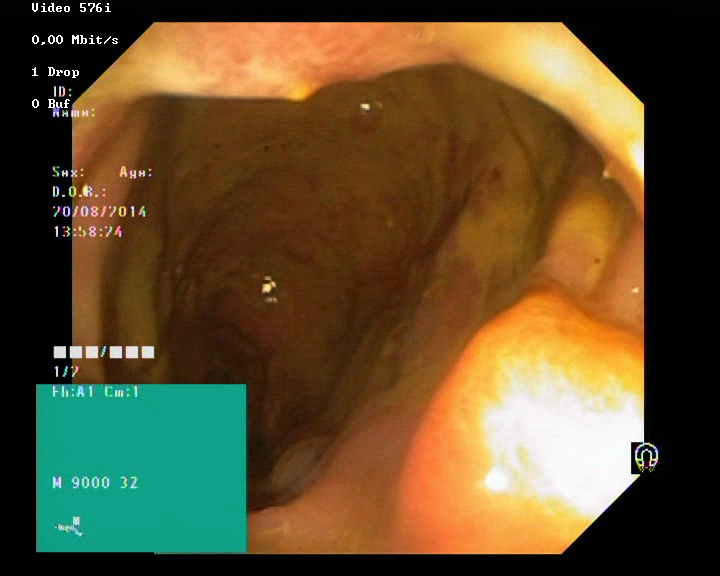 Video 576i
0,00 Mbit/s
1 Drop
ID:
0 Buf
Name:
Sex: Age:
D.O.B.:
20/08/2014
13:58:24
/
1/2
Eh:A1 Cm:1
M 9000 32